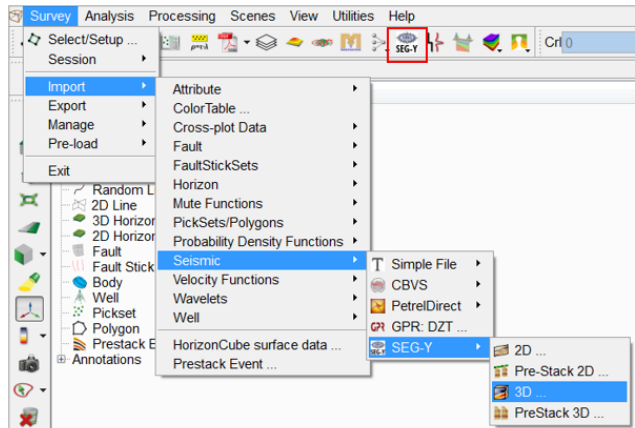 Survey Analysis Processing Scenes View Utilities Help
Select/Setup ...
SEG-Y
Crl 0
Session
Import
Export
Manage
Pre-load
Exit
Attribute
ColorTable ...
Cross-plot Data
Fault
FaultStickSets
Horizon
Mute Functions
PickSets/Polygons
Probability Density Functions
Seismic
Velocity Functions
Wavelets
Well
HorizonCube surface data ...
Prestack Event ...
Simple File
CBVS
PetrelDirect
GPR GPR: DZT ...
SEG-Y
2D ...
Pre-Stack 2D ...
3D ...
PreStack 3D ...
Random L
2D Line
3D Horizor
2D Horizor
Fault
Fault Stick
Body
Well
Pickset
Polygon
Prestack E
Annotations